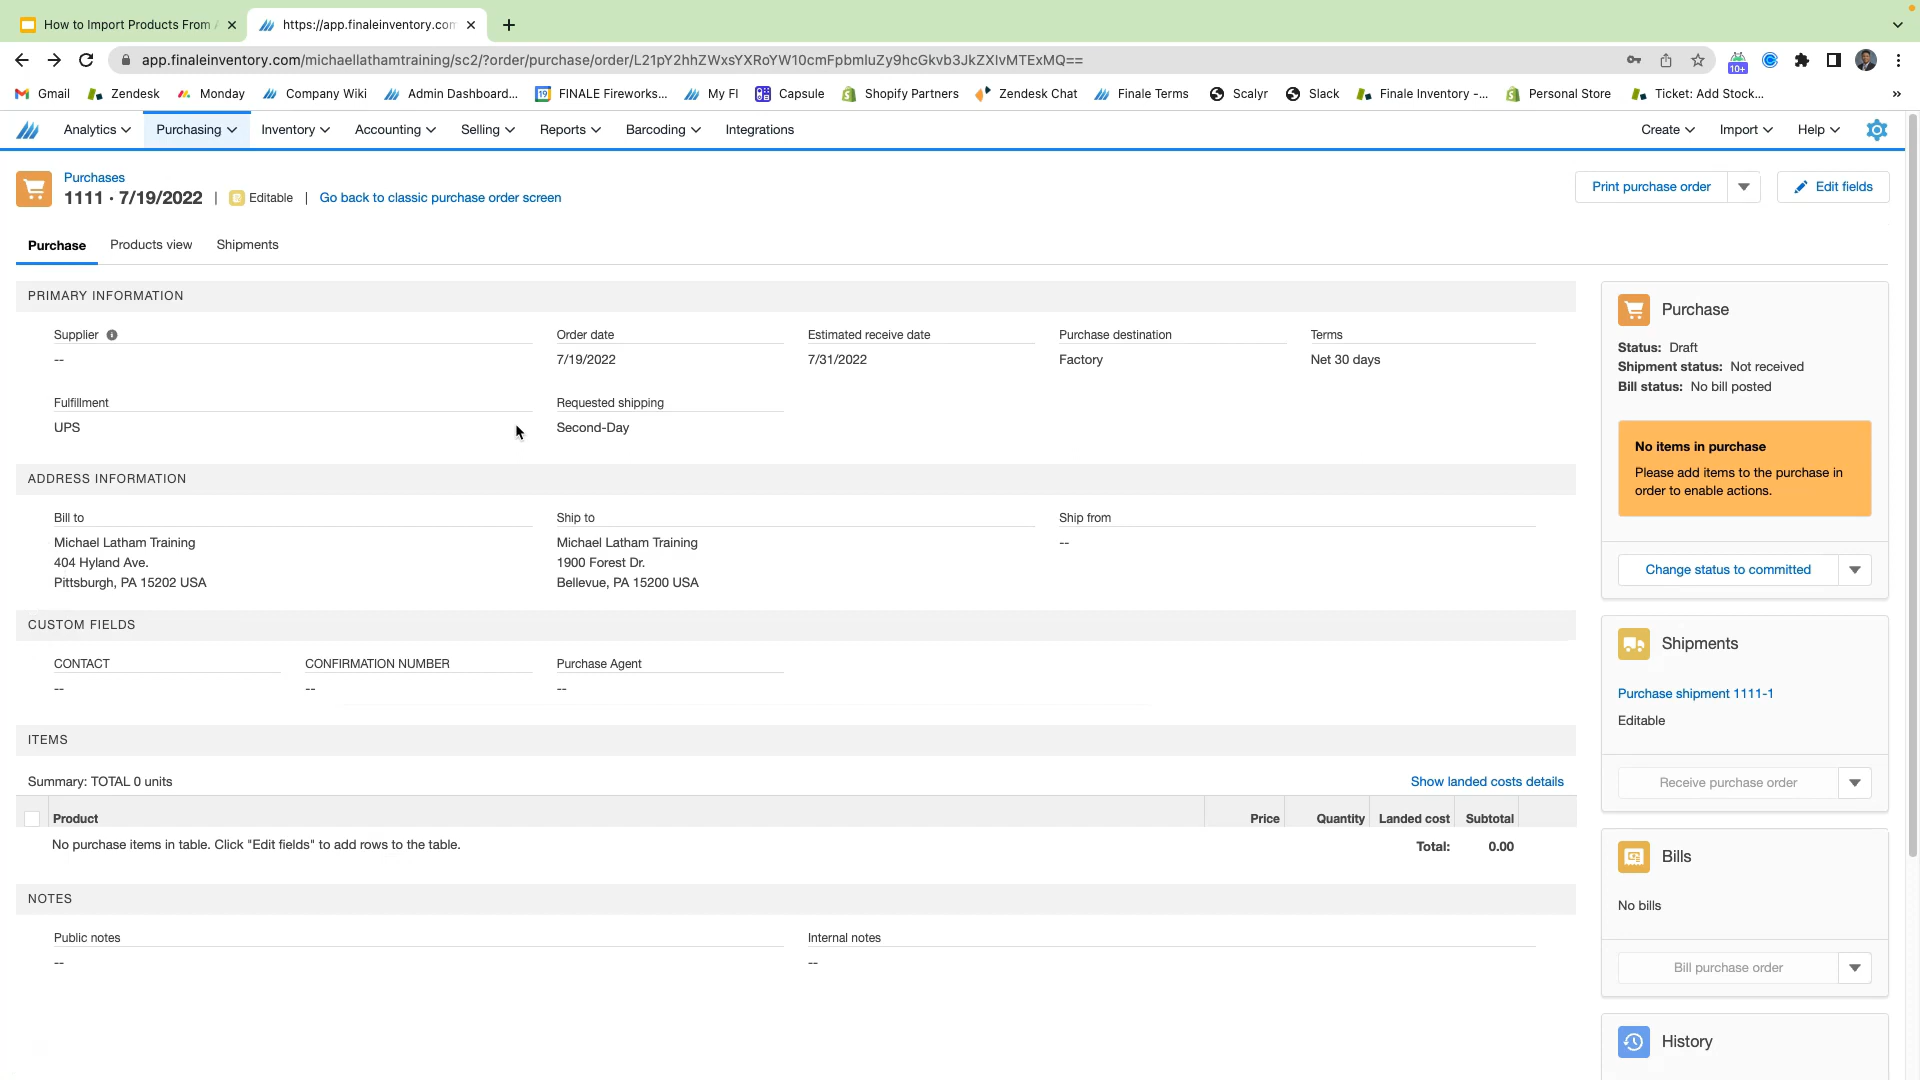 How to Import Products From
https://app.finaleinventory.com
app.finaleinventory.com/michaellathamtraining/sc2/?order/purchase/order/L21pY2hhZWxsYXRoYW10cmFpbmluZy9hcGkvb3JkZXIvMTExMQ==
10+
Gmail Zendesk Monday Company Wiki Admin Dashboard... FINALE Fireworks... My FI Capsule Shopify Partners Zendesk Chat Finale Terms Scalyr Slack Finale Inventory -... Personal Store Ticket: Add Stock... »
Analytics Purchasing Inventory Accounting Selling Reports Barcoding Integrations Create Import Help
Purchases
1111 · 7/19/2022 | Editable | Go back to classic purchase order screen
Print purchase order Edit fields
Purchase Products view Shipments
PRIMARY INFORMATION
Supplier Order date Estimated receive date Purchase destination Terms
-- 7/19/2022 7/31/2022 Factory Net 30 days
Fulfillment Requested shipping
UPS Second-Day
ADDRESS INFORMATION
Bill to Ship to Ship from
Michael Latham Training Michael Latham Training --
404 Hyland Ave. 1900 Forest Dr.
Pittsburgh, PA 15202 USA Bellevue, PA 15200 USA
CUSTOM FIELDS
CONTACT CONFIRMATION NUMBER Purchase Agent
-- -- --
ITEMS
Summary: TOTAL 0 units Show landed costs details
Product Price Quantity Landed cost Subtotal
No purchase items in table. Click "Edit fields" to add rows to the table. Total: 0.00
NOTES
Public notes Internal notes
-- --
Purchase
Status: Draft
Shipment status: Not received
Bill status: No bill posted
No items in purchase
Please add items to the purchase in
order to enable actions.
Change status to committed
Shipments
Purchase shipment 1111-1
Editable
Receive purchase order
Bills
No bills
Bill purchase order
History